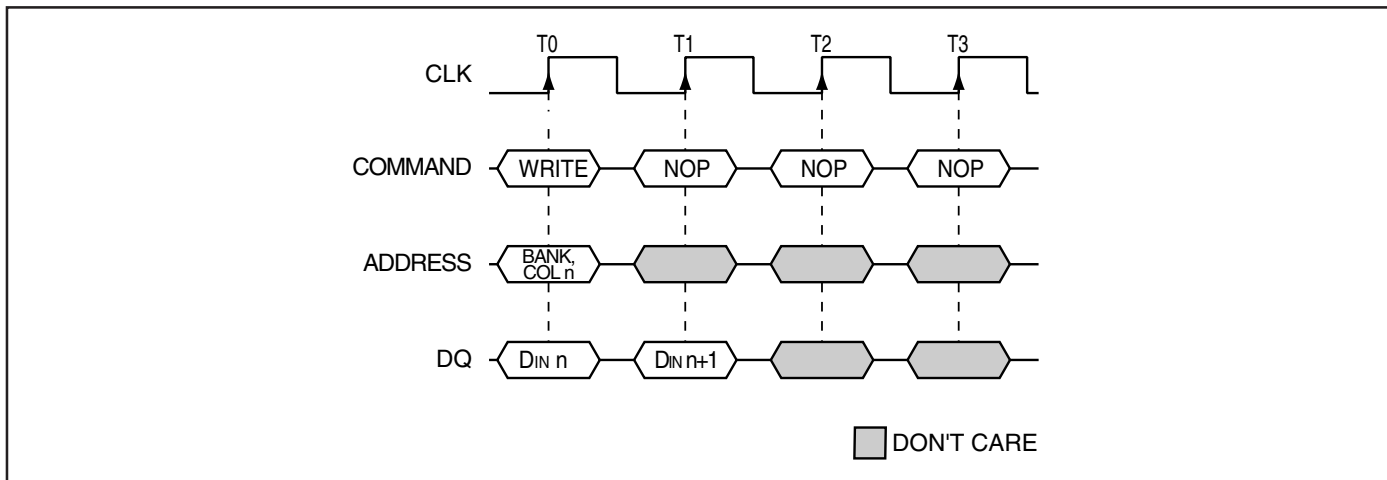 T0 T1 T2 T3
CLK
COMMAND WRITE NOP NOP NOP
ADDRESS BANK,
COL n
DQ DIN n DIN n+1
DON'T CARE